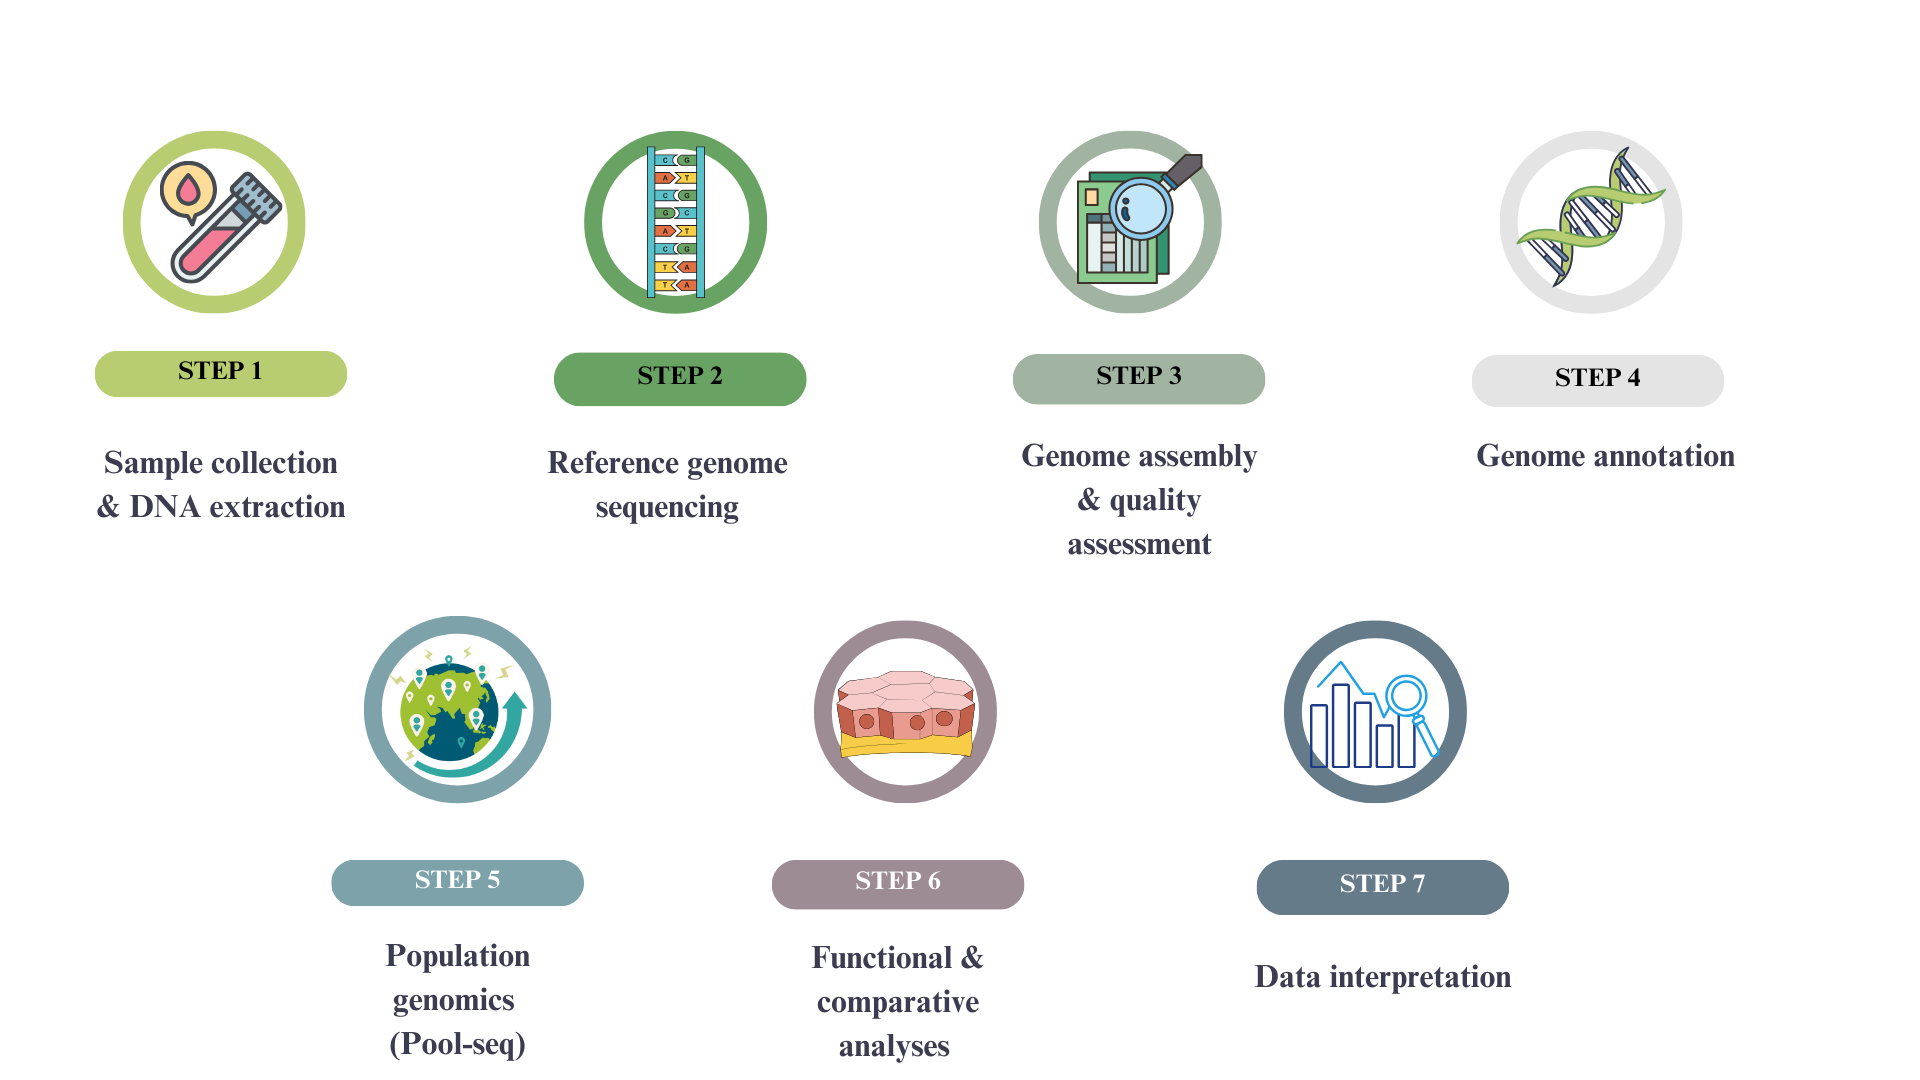 C G
A T
C G
G C
A T
C G
T A
T A
STEP 1
STEP 2
STEP 3
STEP 4
Sample collection
& DNA extraction
Reference genome
sequencing
Genome assembly
& quality
assessment
Genome annotation
STEP 5
STEP 6
STEP 7
Population
genomics
(Pool-seq)
Functional &
comparative
analyses
Data interpretation